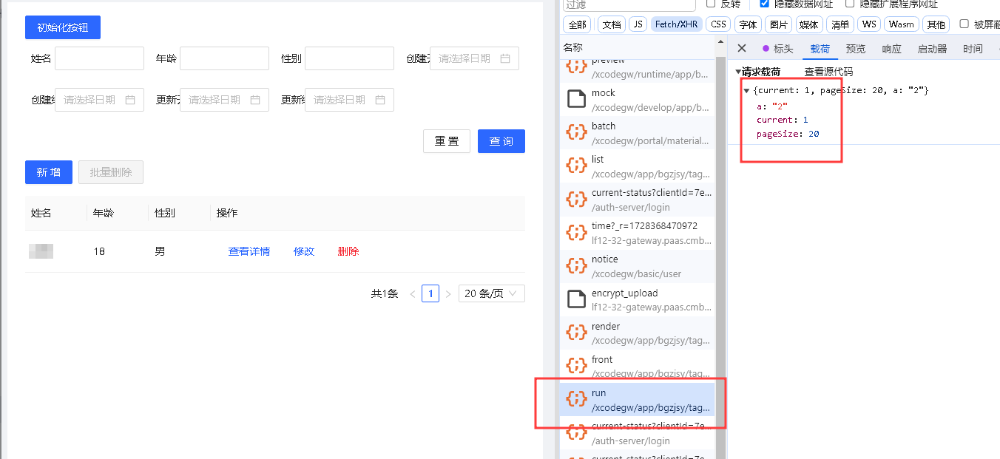 初始化按钮
姓名 年龄 性别 创建 请选择日期
创建 请选择日期 更新 请选择日期 更新 请选择日期
重 置 查 询
新 增 批量删除
姓名 年龄 性别 操作
18 男 查看详情 修改 删除
共1条 < 1 > 20 条/页
过滤 反转 隐藏数据网址 隐藏扩展程序网址
全部 文档 JS Fetch/XHR CSS 字体 图片 媒体 清单 WS Wasm 其他 被屏蔽
名称
preview
/xcodegw/runtime/app/b...
mock
/xcodegw/develop/app/b...
batch
/xcodegw/portal/material...
list
/xcodegw/app/bgzjsy/tag...
current-status?clientId=7e...
/auth-server/login
time?_r=1728368470972
lf12-32-gateway.paas.cmb...
notice
/xcodegw/basic/user
encrypt_upload
lf12-32-gateway.paas.cmb...
render
/xcodegw/app/bgzjsy/tag...
front
/xcodegw/app/bgzjsy/tag...
run
/xcodegw/app/bgzjsy/tag...
current-status?clientId=7e...
/auth-server/login
current-status?clientId=7e...
标头 载荷 预览 响应 启动器 时间
请求载荷 查看源代码
{current: 1, pageSize: 20, a: "2"}
a: "2"
current: 1
pageSize: 20